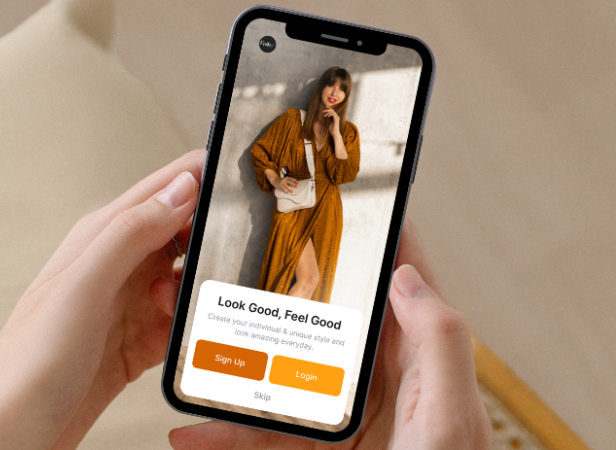 Look Good, Feel Good
Create your individual & unique style and
look amazing everyday.
Sign Up
Login
Skip